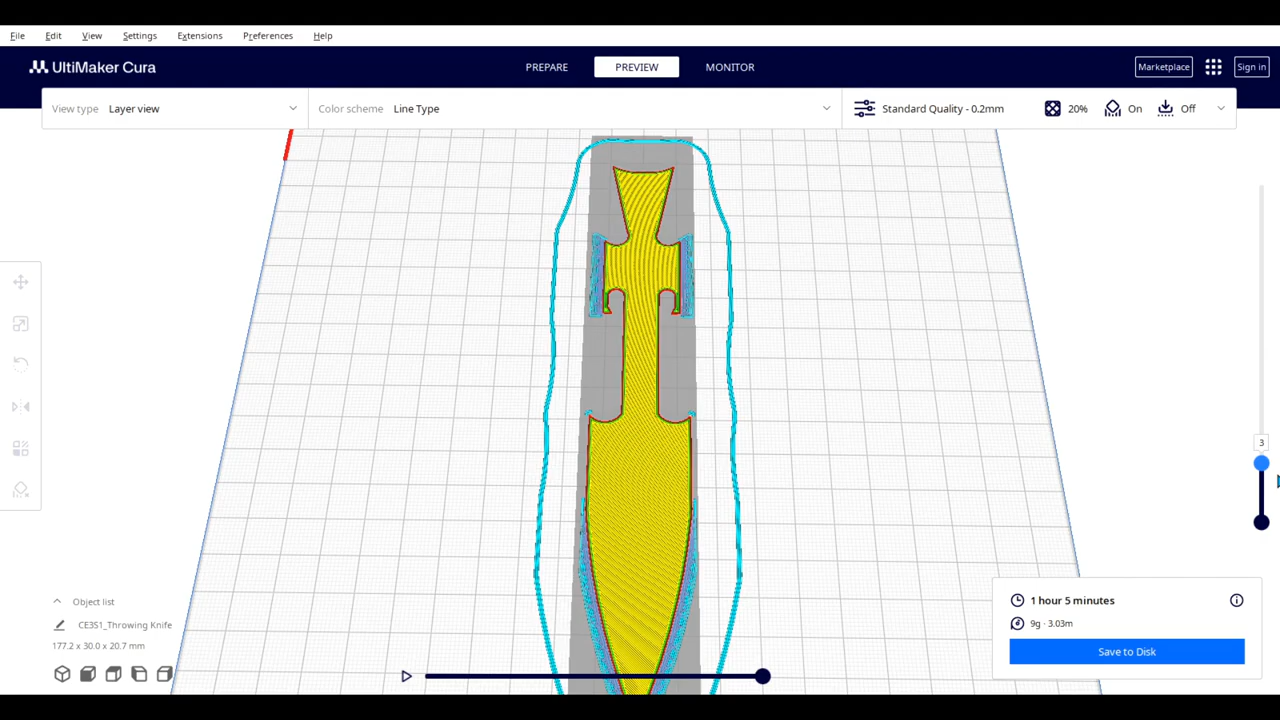 File Edit View Settings Extensions Preferences Help
UltiMaker Cura PREPARE PREVIEW MONITOR Marketplace Sign in
View type Layer view Color scheme Line Type Standard Quality - 0.2mm 20% On Off
3
Object list
CE3S1_Throwing Knife
177.2 x 30.0 x 20.7 mm
1 hour 5 minutes
9g · 3.03m
Save to Disk